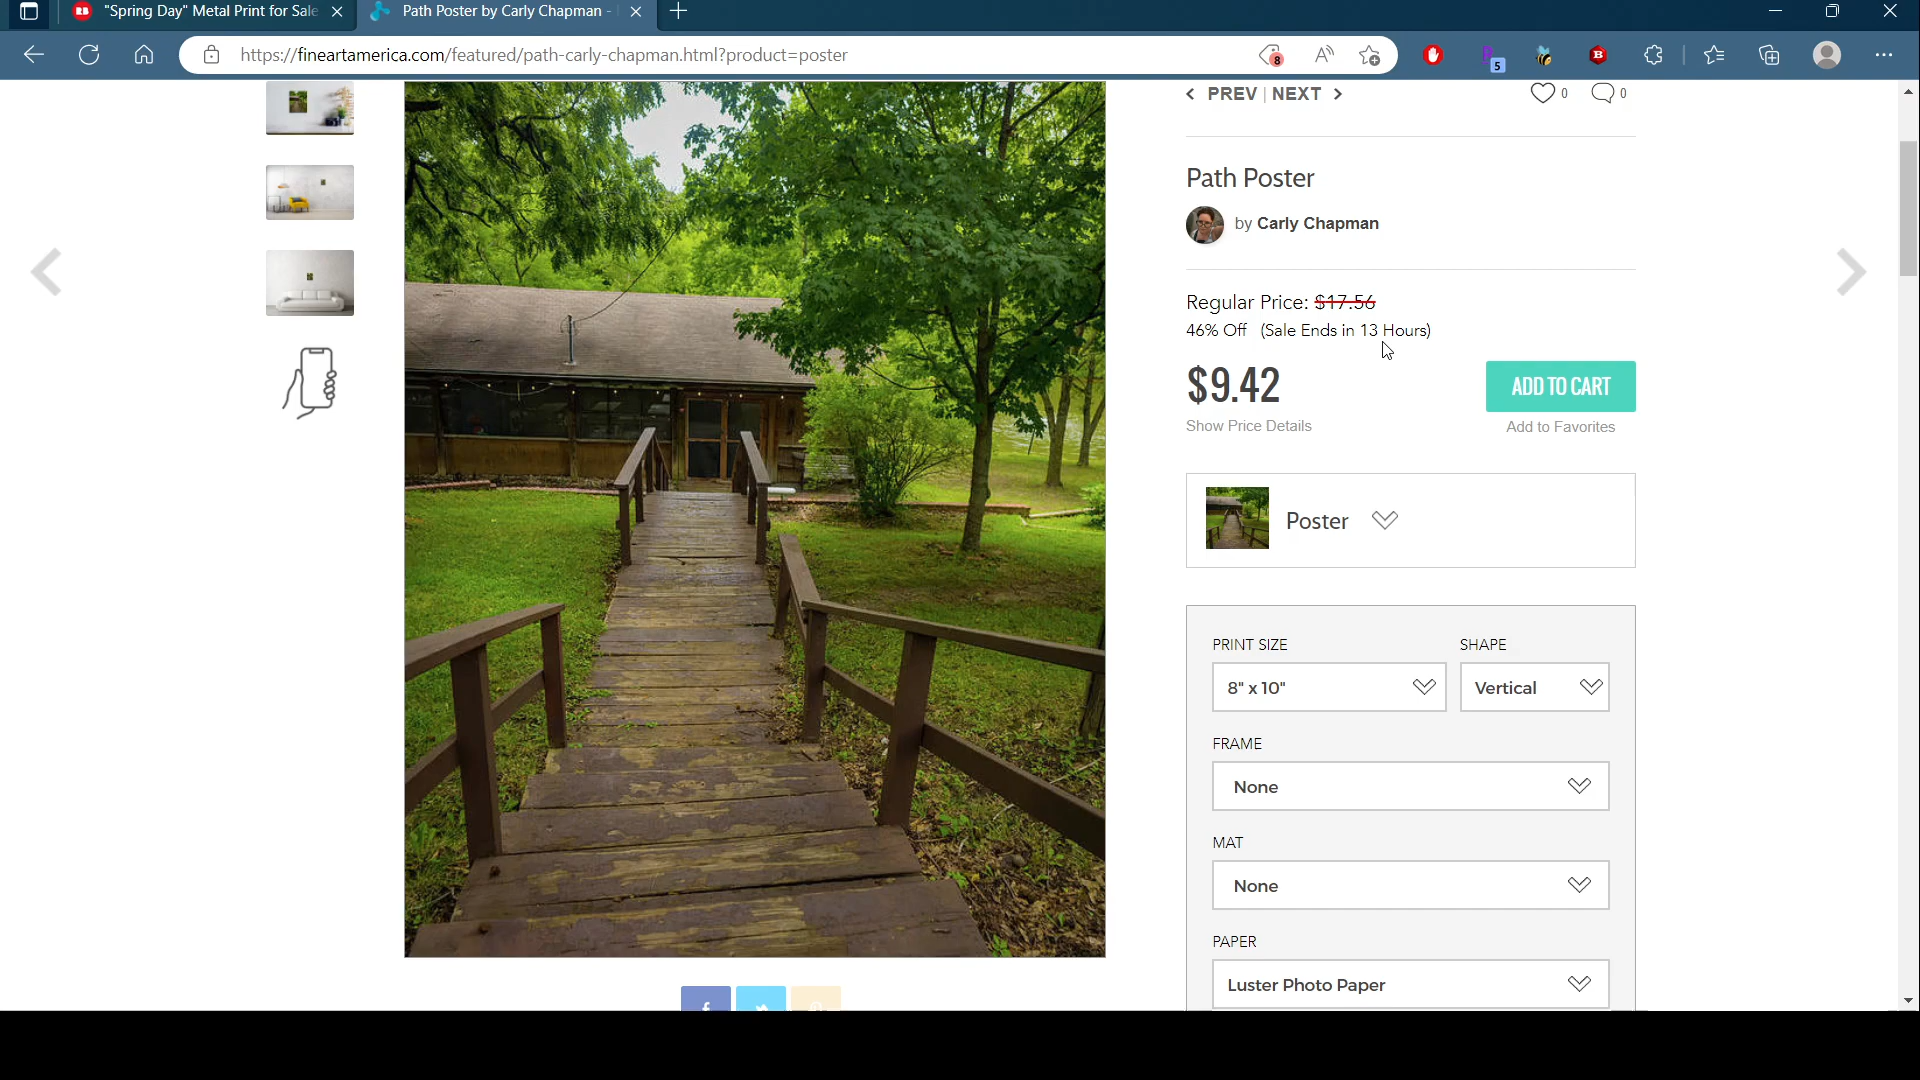 "Spring Day" Metal Print for Sale
Path Poster by Carly Chapman -
https://fineartamerica.com/featured/path-carly-chapman.html?product=poster
8
5
PREV | NEXT
0
0
Path Poster
by Carly Chapman
Regular Price: $17.56
46% Off (Sale Ends in 13 Hours)
$9.42
ADD TO CART
Show Price Details
Add to Favorites
Poster
PRINT SIZE
SHAPE
8" x 10"
Vertical
FRAME
None
MAT
None
PAPER
Luster Photo Paper